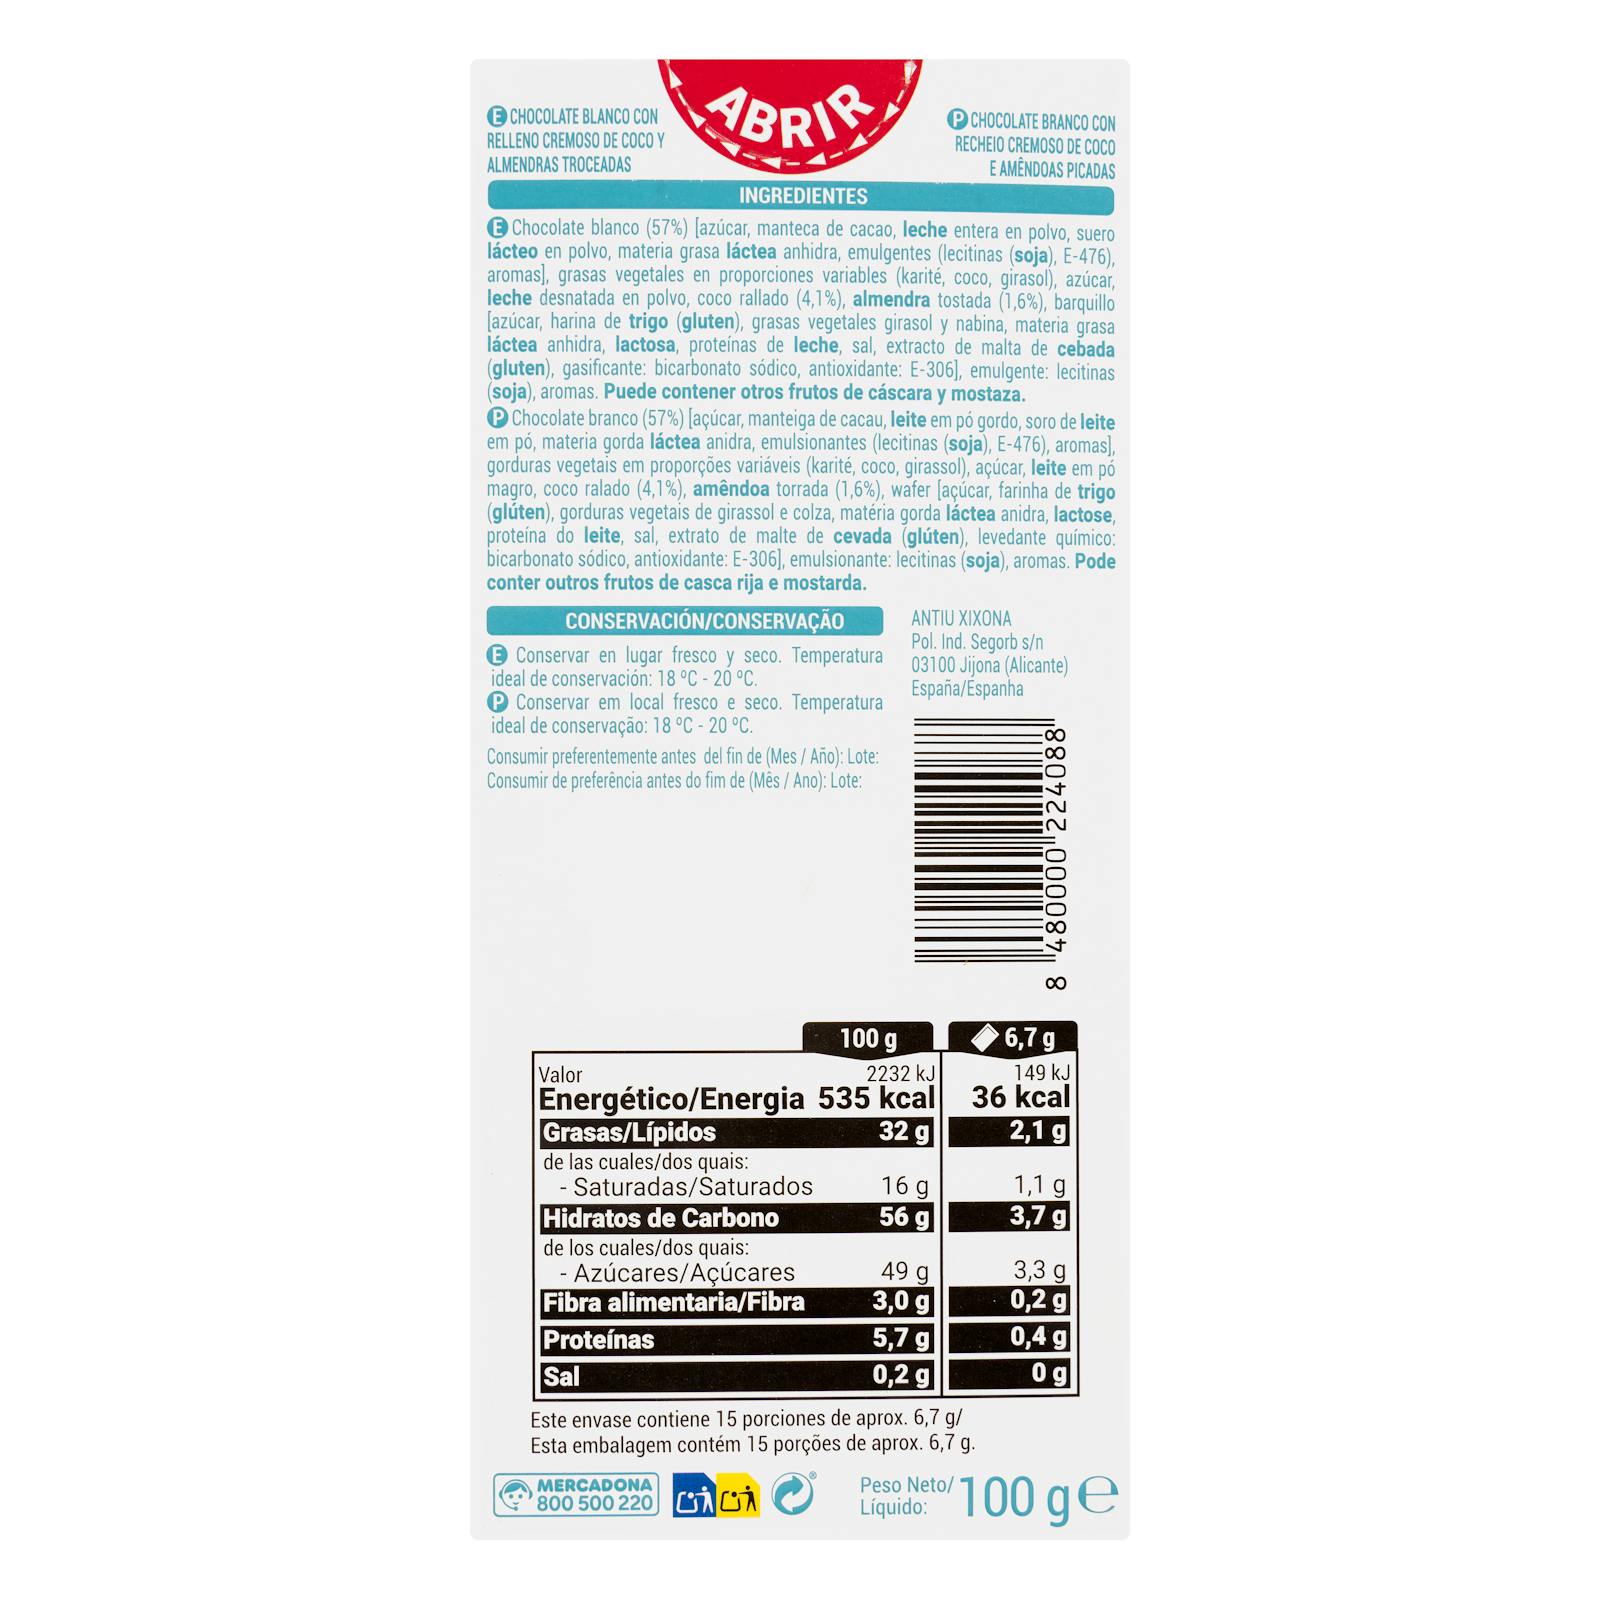 ABRIR
E CHOCOLATE BLANCO CON
RELLENO CREMOSO DE COCO Y
ALMENDRAS TROCEADAS
P CHOCOLATE BRANCO CON
RECHEIO CREMOSO DE COCO
E AMÊNDOAS PICADAS
INGREDIENTES
E Chocolate blanco (57%) [azúcar, manteca de cacao, leche entera en polvo, suero
lácteo en polvo, materia grasa láctea anhidra, emulgentes (lecitinas (soja), E-476),
aromas], grasas vegetales en proporciones variables (karité, coco, girasol), azúcar,
leche desnatada en polvo, coco rallado (4,1%), almendra tostada (1,6%), barquillo
[azúcar, harina de trigo (gluten), grasas vegetales girasol y nabina, materia grasa
láctea anhidra, lactosa, proteínas de leche, sal, extracto de malta de cebada
(gluten), gasificante: bicarbonato sódico, antioxidante: E-306], emulgente: lecitinas
(soja), aromas. Puede contener otros frutos de cáscara y mostaza.
P Chocolate branco (57%) [açúcar, manteiga de cacau, leite em pó gordo, soro de leite
em pó, materia gorda láctea anidra, emulsionantes (lecitinas (soja), E-476), aromas],
gorduras vegetais em proporções variáveis (karité, coco, girassol), açúcar, leite em pó
magro, coco ralado (4,1%), amêndoa torrada (1,6%), wafer [açúcar, farinha de trigo
(glúten), gorduras vegetais de girassol e colza, matéria gorda láctea anidra, lactose,
proteína do leite, sal, extrato de malte de cevada (glúten), levedante químico:
bicarbonato sódico, antioxidante: E-306], emulsionante: lecitinas (soja), aromas. Pode
conter outros frutos de casca rija e mostarda.
CONSERVACIÓN/CONSERVAÇÃO
E Conservar en lugar fresco y seco. Temperatura
ideal de conservación: 18 ºC - 20 ºC.
P Conservar em local fresco e seco. Temperatura
ideal de conservação: 18 ºC - 20 ºC.
Consumir preferentemente antes del fin de (Mes / Año): Lote:
Consumir de preferência antes do fim de (Mês / Ano): Lote:
ANTIU XIXONA
Pol. Ind. Segorb s/n
03100 Jijona (Alicante)
España/Espanha
8 480000 224088
100 g 6,7 g
Valor 2232 kJ 149 kJ
Energético/Energia 535 kcal 36 kcal
Grasas/Lípidos 32 g 2,1 g
de las cuales/dos quais:
- Saturadas/Saturados 16 g 1,1 g
Hidratos de Carbono 56 g 3,7 g
de los cuales/dos quais:
- Azúcares/Açúcares 49 g 3,3 g
Fibra alimentaria/Fibra 3,0 g 0,2 g
Proteínas 5,7 g 0,4 g
Sal 0,2 g 0 g
Este envase contiene 15 porciones de aprox. 6,7 g/
Esta embalagem contém 15 porções de aprox. 6,7 g.
MERCADONA
800 500 220
®
Peso Neto/
Líquido: 100 g ℮